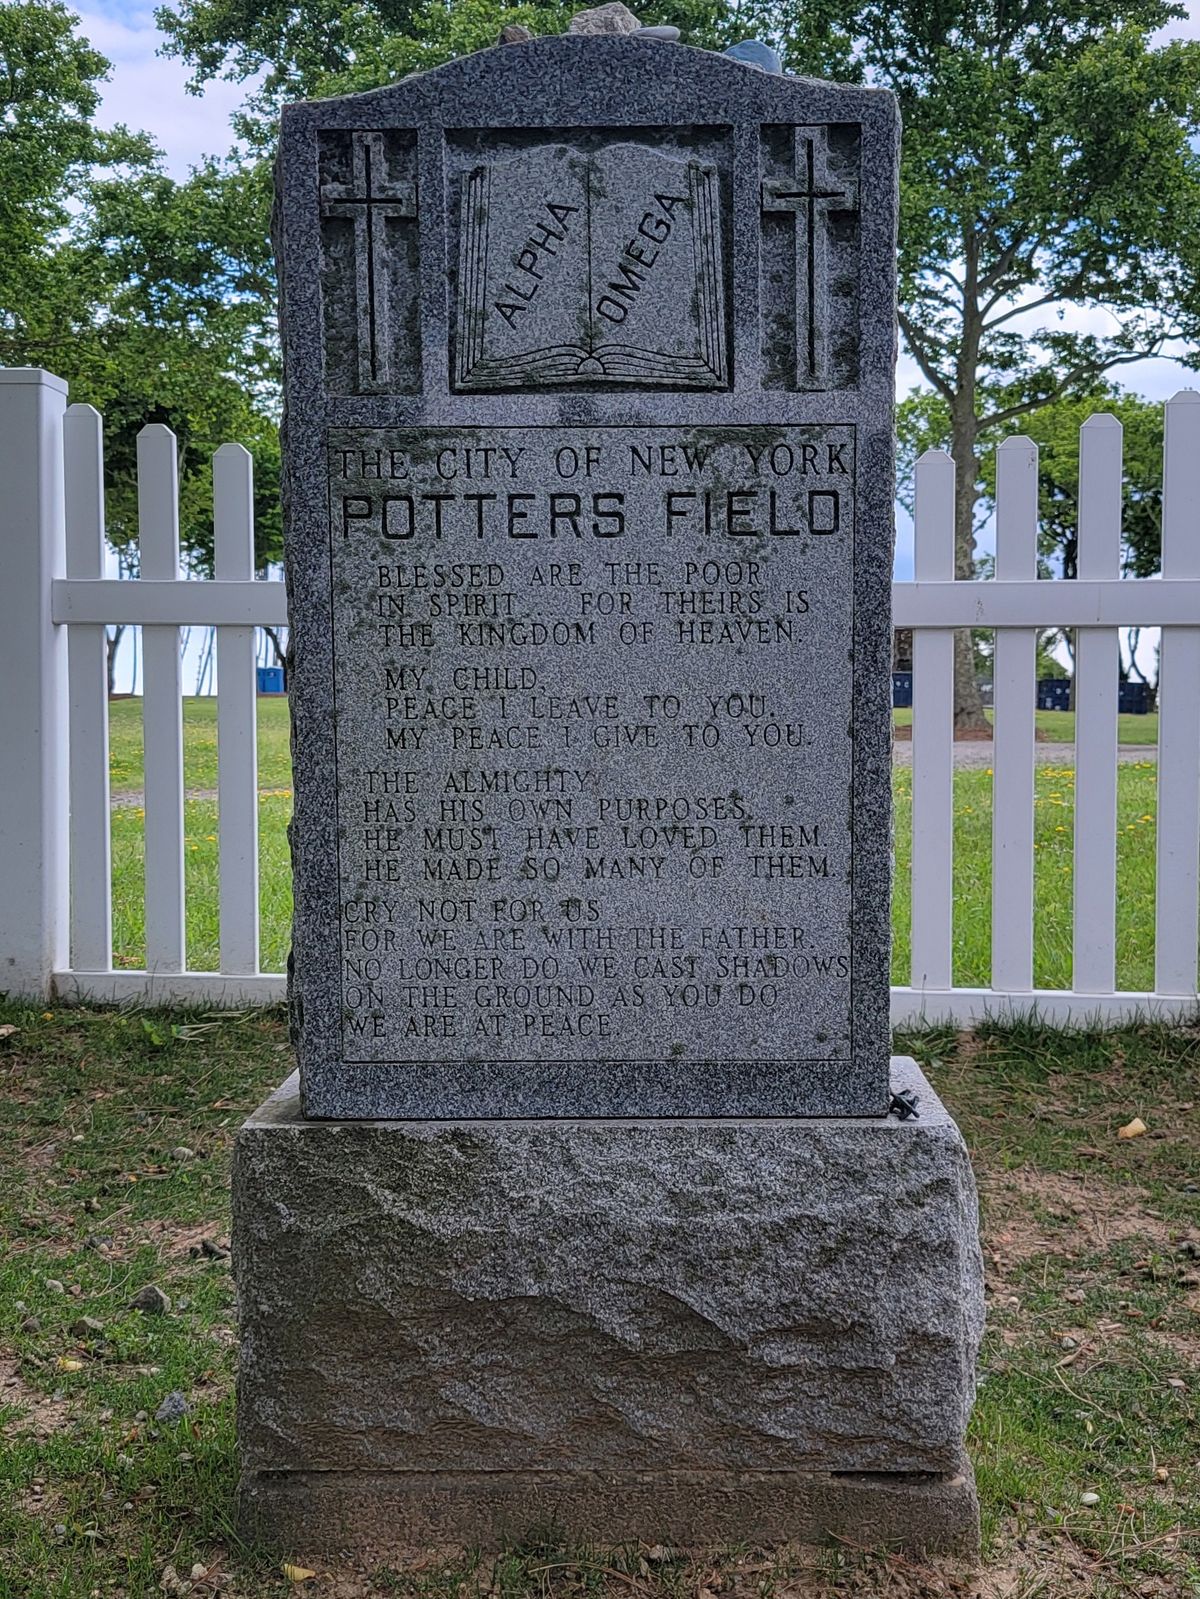 ALPHA
OMEGA
THE CITY OF NEW YORK
POTTERS FIELD
BLESSED ARE THE POOR
IN SPIRIT... FOR THEIRS IS
THE KINGDOM OF HEAVEN.
MY CHILD,
PEACE I LEAVE TO YOU.
MY PEACE I GIVE TO YOU.
THE ALMIGHTY
HAS HIS OWN PURPOSES.
HE MUST HAVE LOVED THEM.
HE MADE SO MANY OF THEM.
CRY NOT FOR US
FOR WE ARE WITH THE FATHER.
NO LONGER DO WE CAST SHADOWS
ON THE GROUND AS YOU DO
WE ARE AT PEACE.